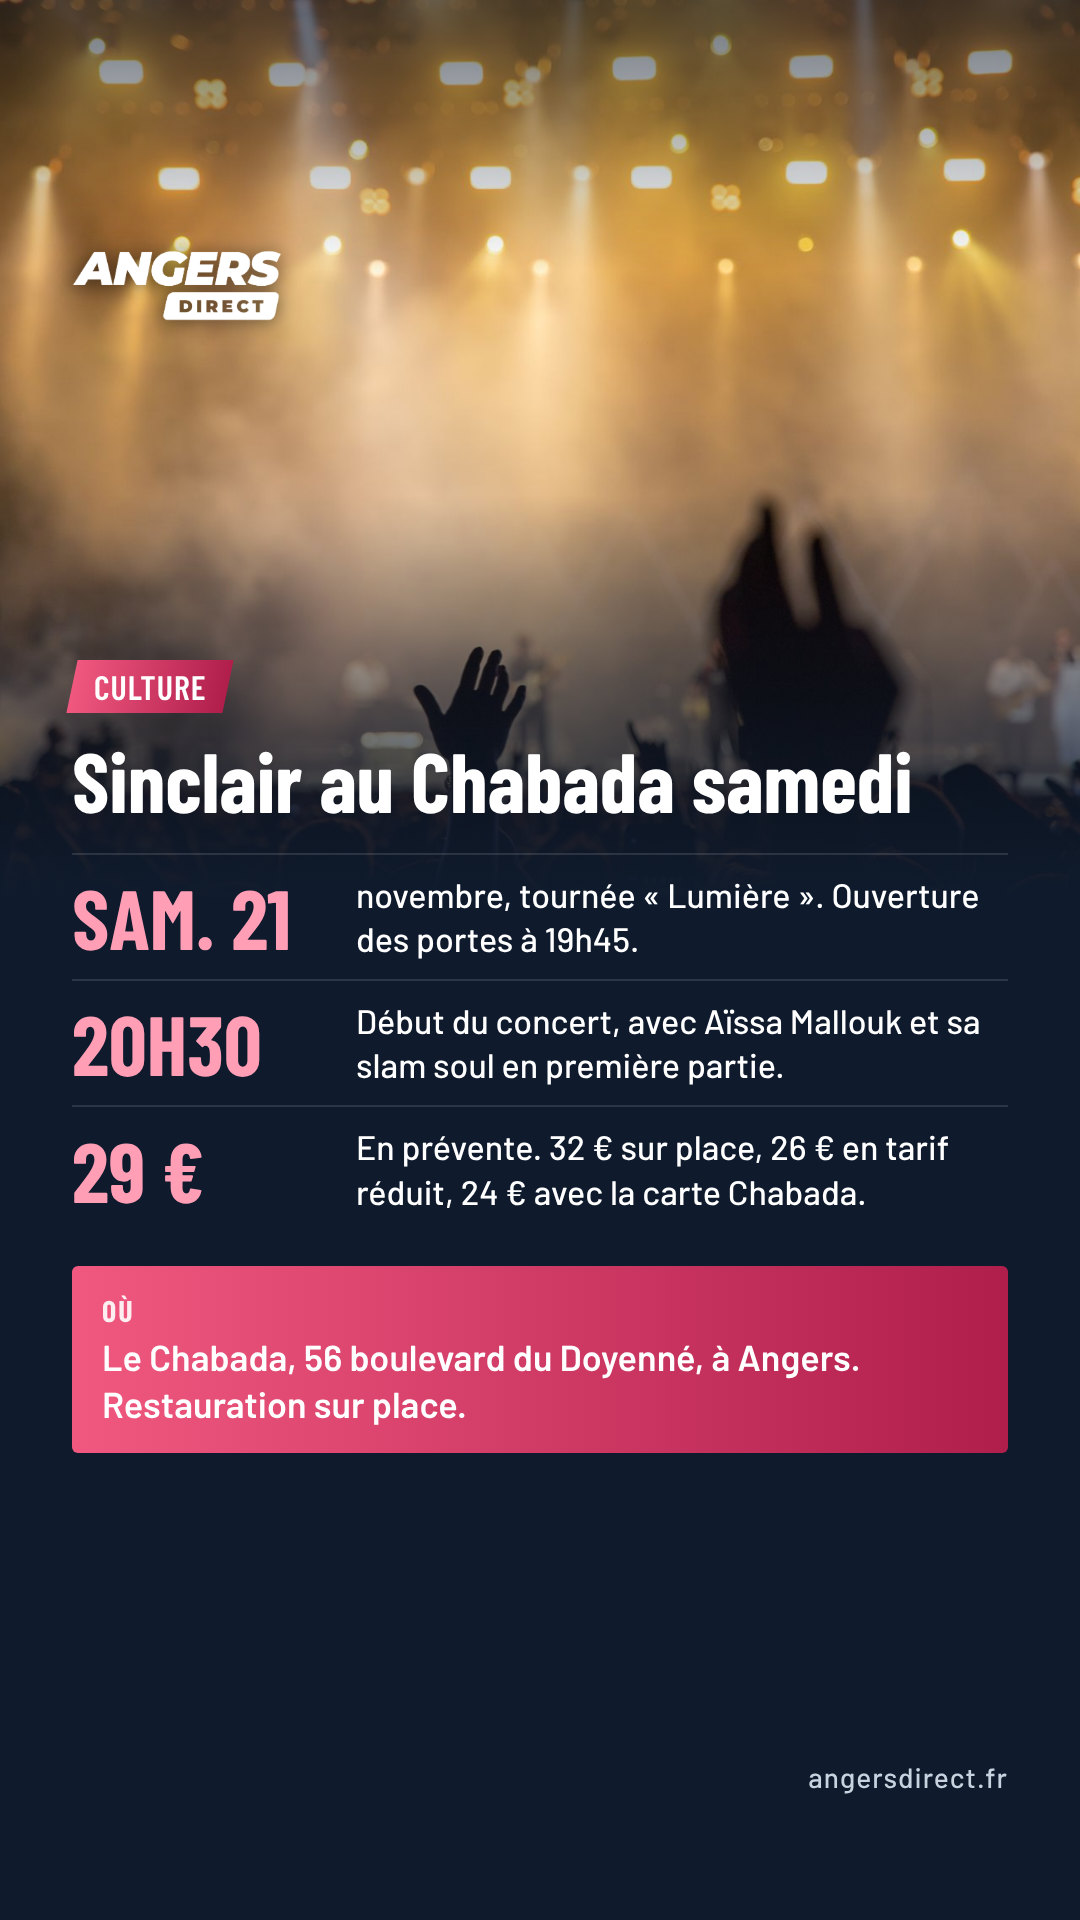 ANGERS
DIRECT
CULTURE
Sinclair au Chabada samedi
SAM. 21
novembre, tournée « Lumière ». Ouverture
des portes à 19h45.
20H30
Début du concert, avec Aïssa Mallouk et sa
slam soul en première partie.
29 €
En prévente. 32 € sur place, 26 € en tarif
réduit, 24 € avec la carte Chabada.
OÙ
Le Chabada, 56 boulevard du Doyenné, à Angers.
Restauration sur place.
angersdirect.fr